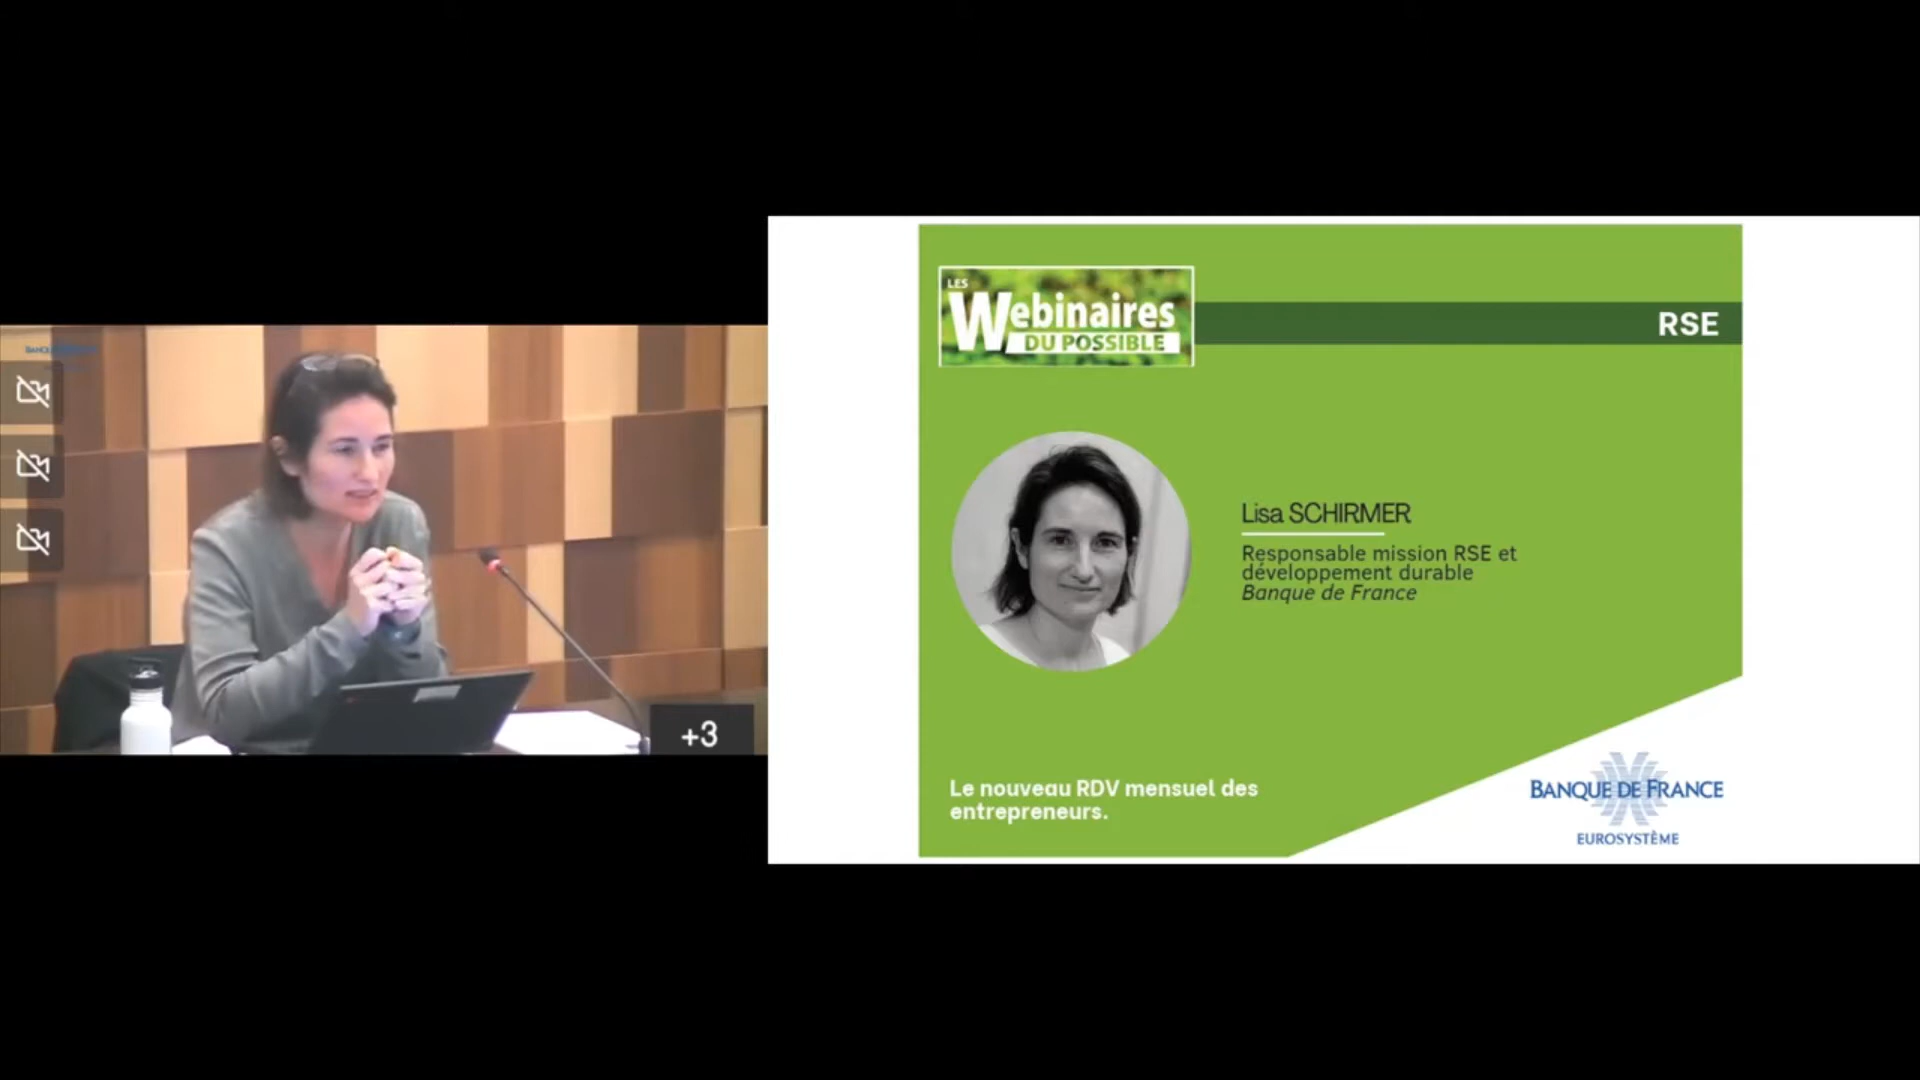 +3
LES
Webinaires
DU POSSIBLE
RSE
Lisa SCHIRMER
Responsable mission RSE et
développement durable
Banque de France
Le nouveau RDV mensuel des
entrepreneurs.
BANQUE DE FRANCE
EUROSYSTÈME